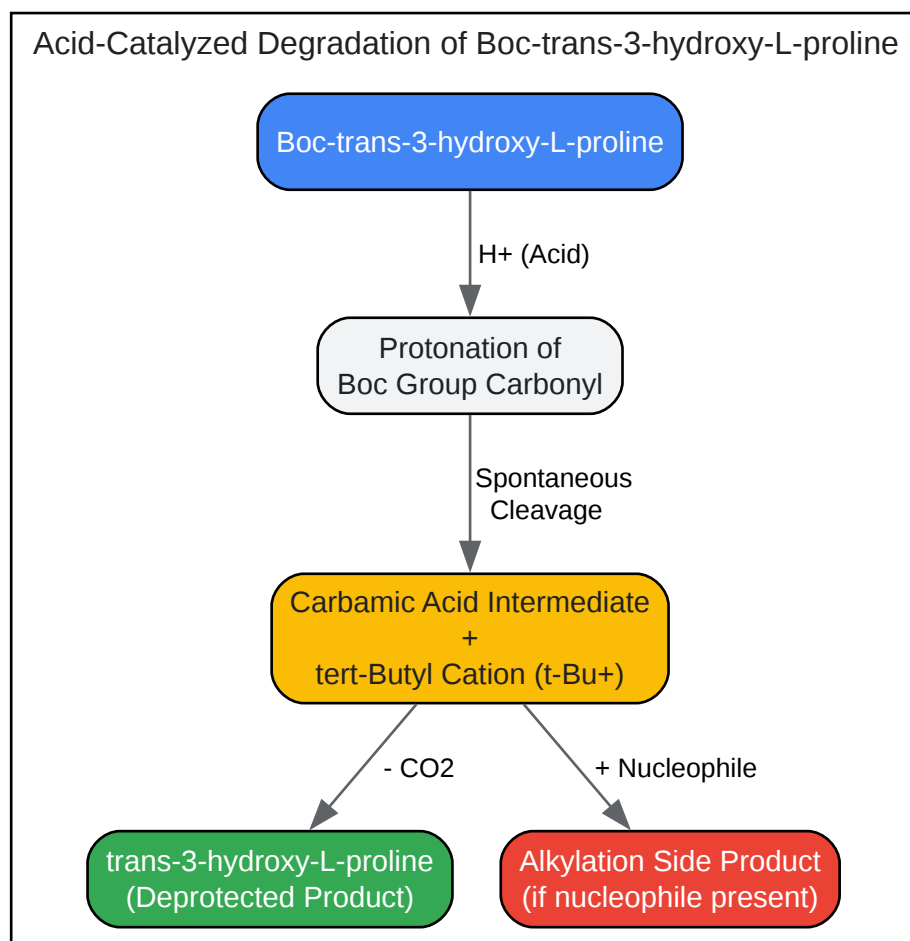 Acid-Catalyzed Degradation of Boc-trans-3-hydroxy-L-proline
Boc-trans-3-hydroxy-L-proline
H+ (Acid)
Protonation of
Boc Group Carbonyl
Spontaneous
Cleavage
Carbamic Acid Intermediate
+
tert-Butyl Cation (t-Bu+)
- CO2
+ Nucleophile
trans-3-hydroxy-L-proline
(Deprotected Product)
Alkylation Side Product
(if nucleophile present)